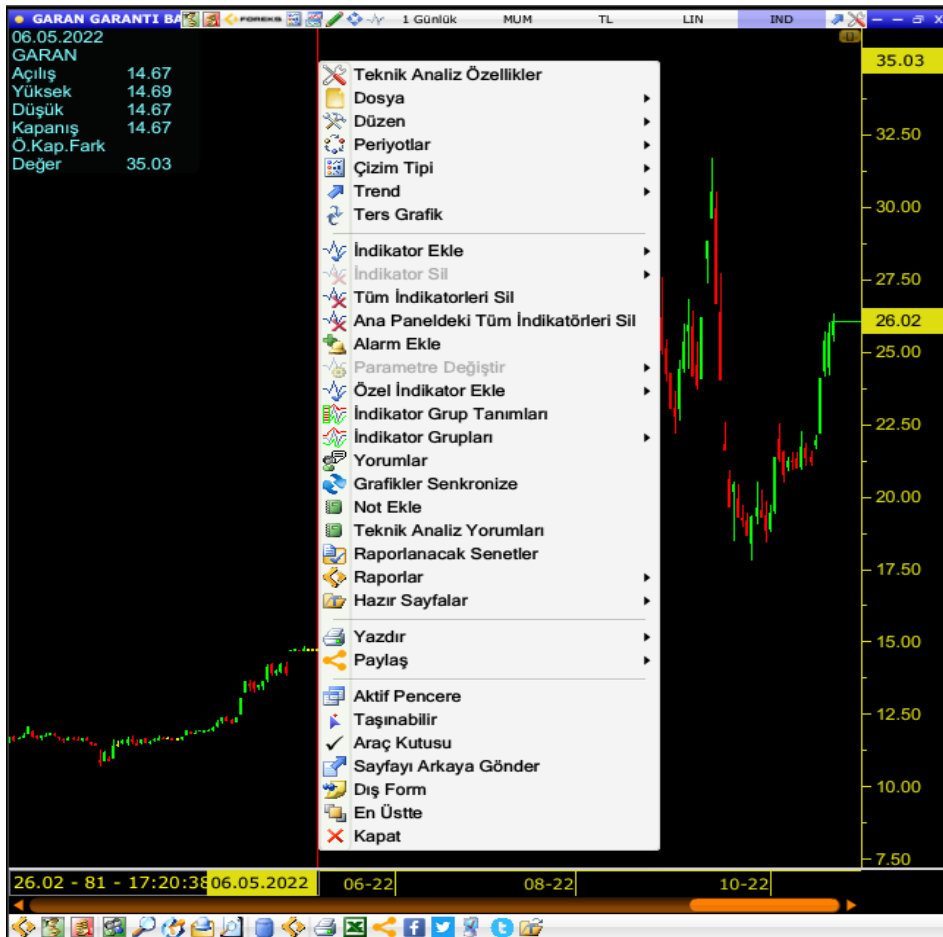 GARAN GARANTI BA
FOREKS
1 Günlük
MUM
TL
LIN
IND
06.05.2022
GARAN
Açılış 14.67
Yüksek 14.69
Düşük 14.67
Kapanış 14.67
Ö.Kap.Fark
Değer 35.03
Teknik Analiz Özellikler
Dosya
Düzen
Periyotlar
Çizim Tipi
Trend
Ters Grafik
İndikator Ekle
İndikator Sil
Tüm İndikatorleri Sil
Ana Paneldeki Tüm İndikatörleri Sil
Alarm Ekle
Parametre Değiştir
Özel İndikator Ekle
İndikator Grup Tanımları
İndikator Grupları
Yorumlar
Grafikler Senkronize
Not Ekle
Teknik Analiz Yorumları
Raporlanacak Senetler
Raporlar
Hazır Sayfalar
Yazdır
Paylaş
Aktif Pencere
Taşınabilir
Araç Kutusu
Sayfayı Arkaya Gönder
Dış Form
En Üstte
Kapat
35.03
32.50
30.00
27.50
26.02
25.00
22.50
20.00
17.50
15.00
12.50
10.00
7.50
26.02 - 81 - 17:20:38
06.05.2022
06-22
08-22
10-22